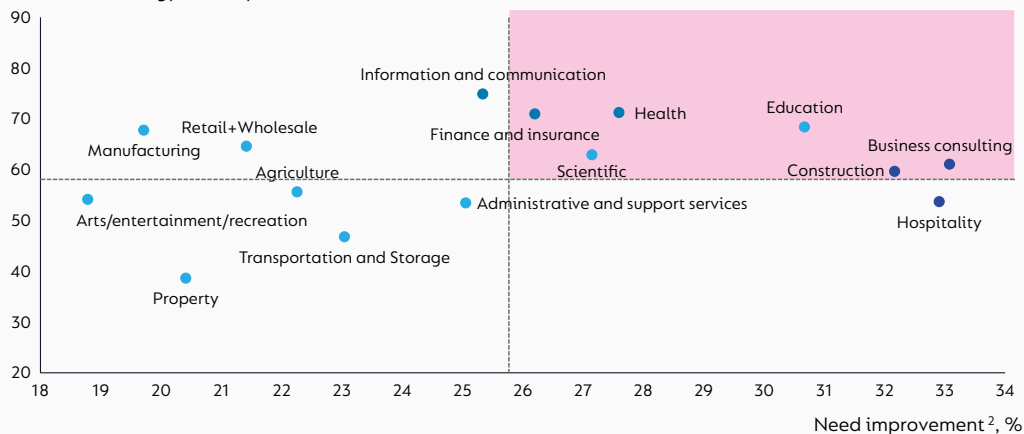 90
80
70
60
50
40
30
20
Information and communication
Health
Education
Retail+Wholesale
Finance and insurance
Manufacturing
Business consulting
Agriculture
Scientific
Construction
Arts/entertainment/recreation
Administrative and support services
Hospitality
Transportation and Storage
Property
18 19 20 21 22 23 24 25 26 27 28 29 30 31 32 33 34
Need improvement 2, %